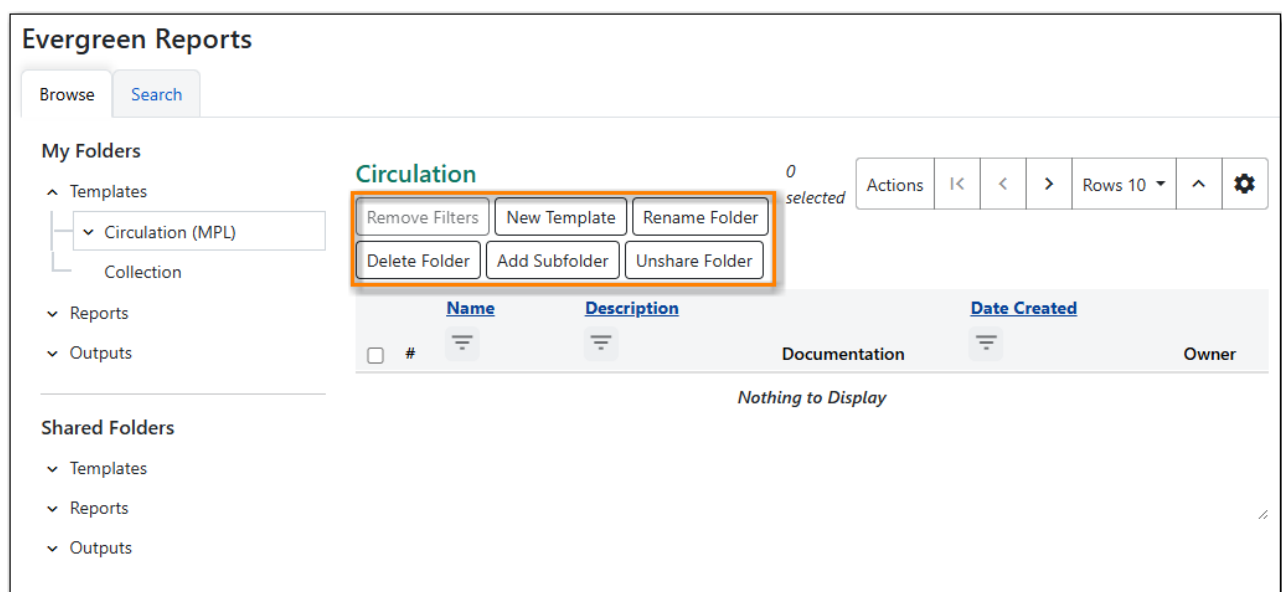 Evergreen Reports
Browse Search
My Folders
Templates
Circulation (MPL)
Collection
Reports
Outputs
Shared Folders
Templates
Reports
Outputs
Circulation
0
selected
Actions Rows 10
Remove Filters New Template Rename Folder
Delete Folder Add Subfolder Unshare Folder
Name Description Date Created
# Documentation Owner
Nothing to Display